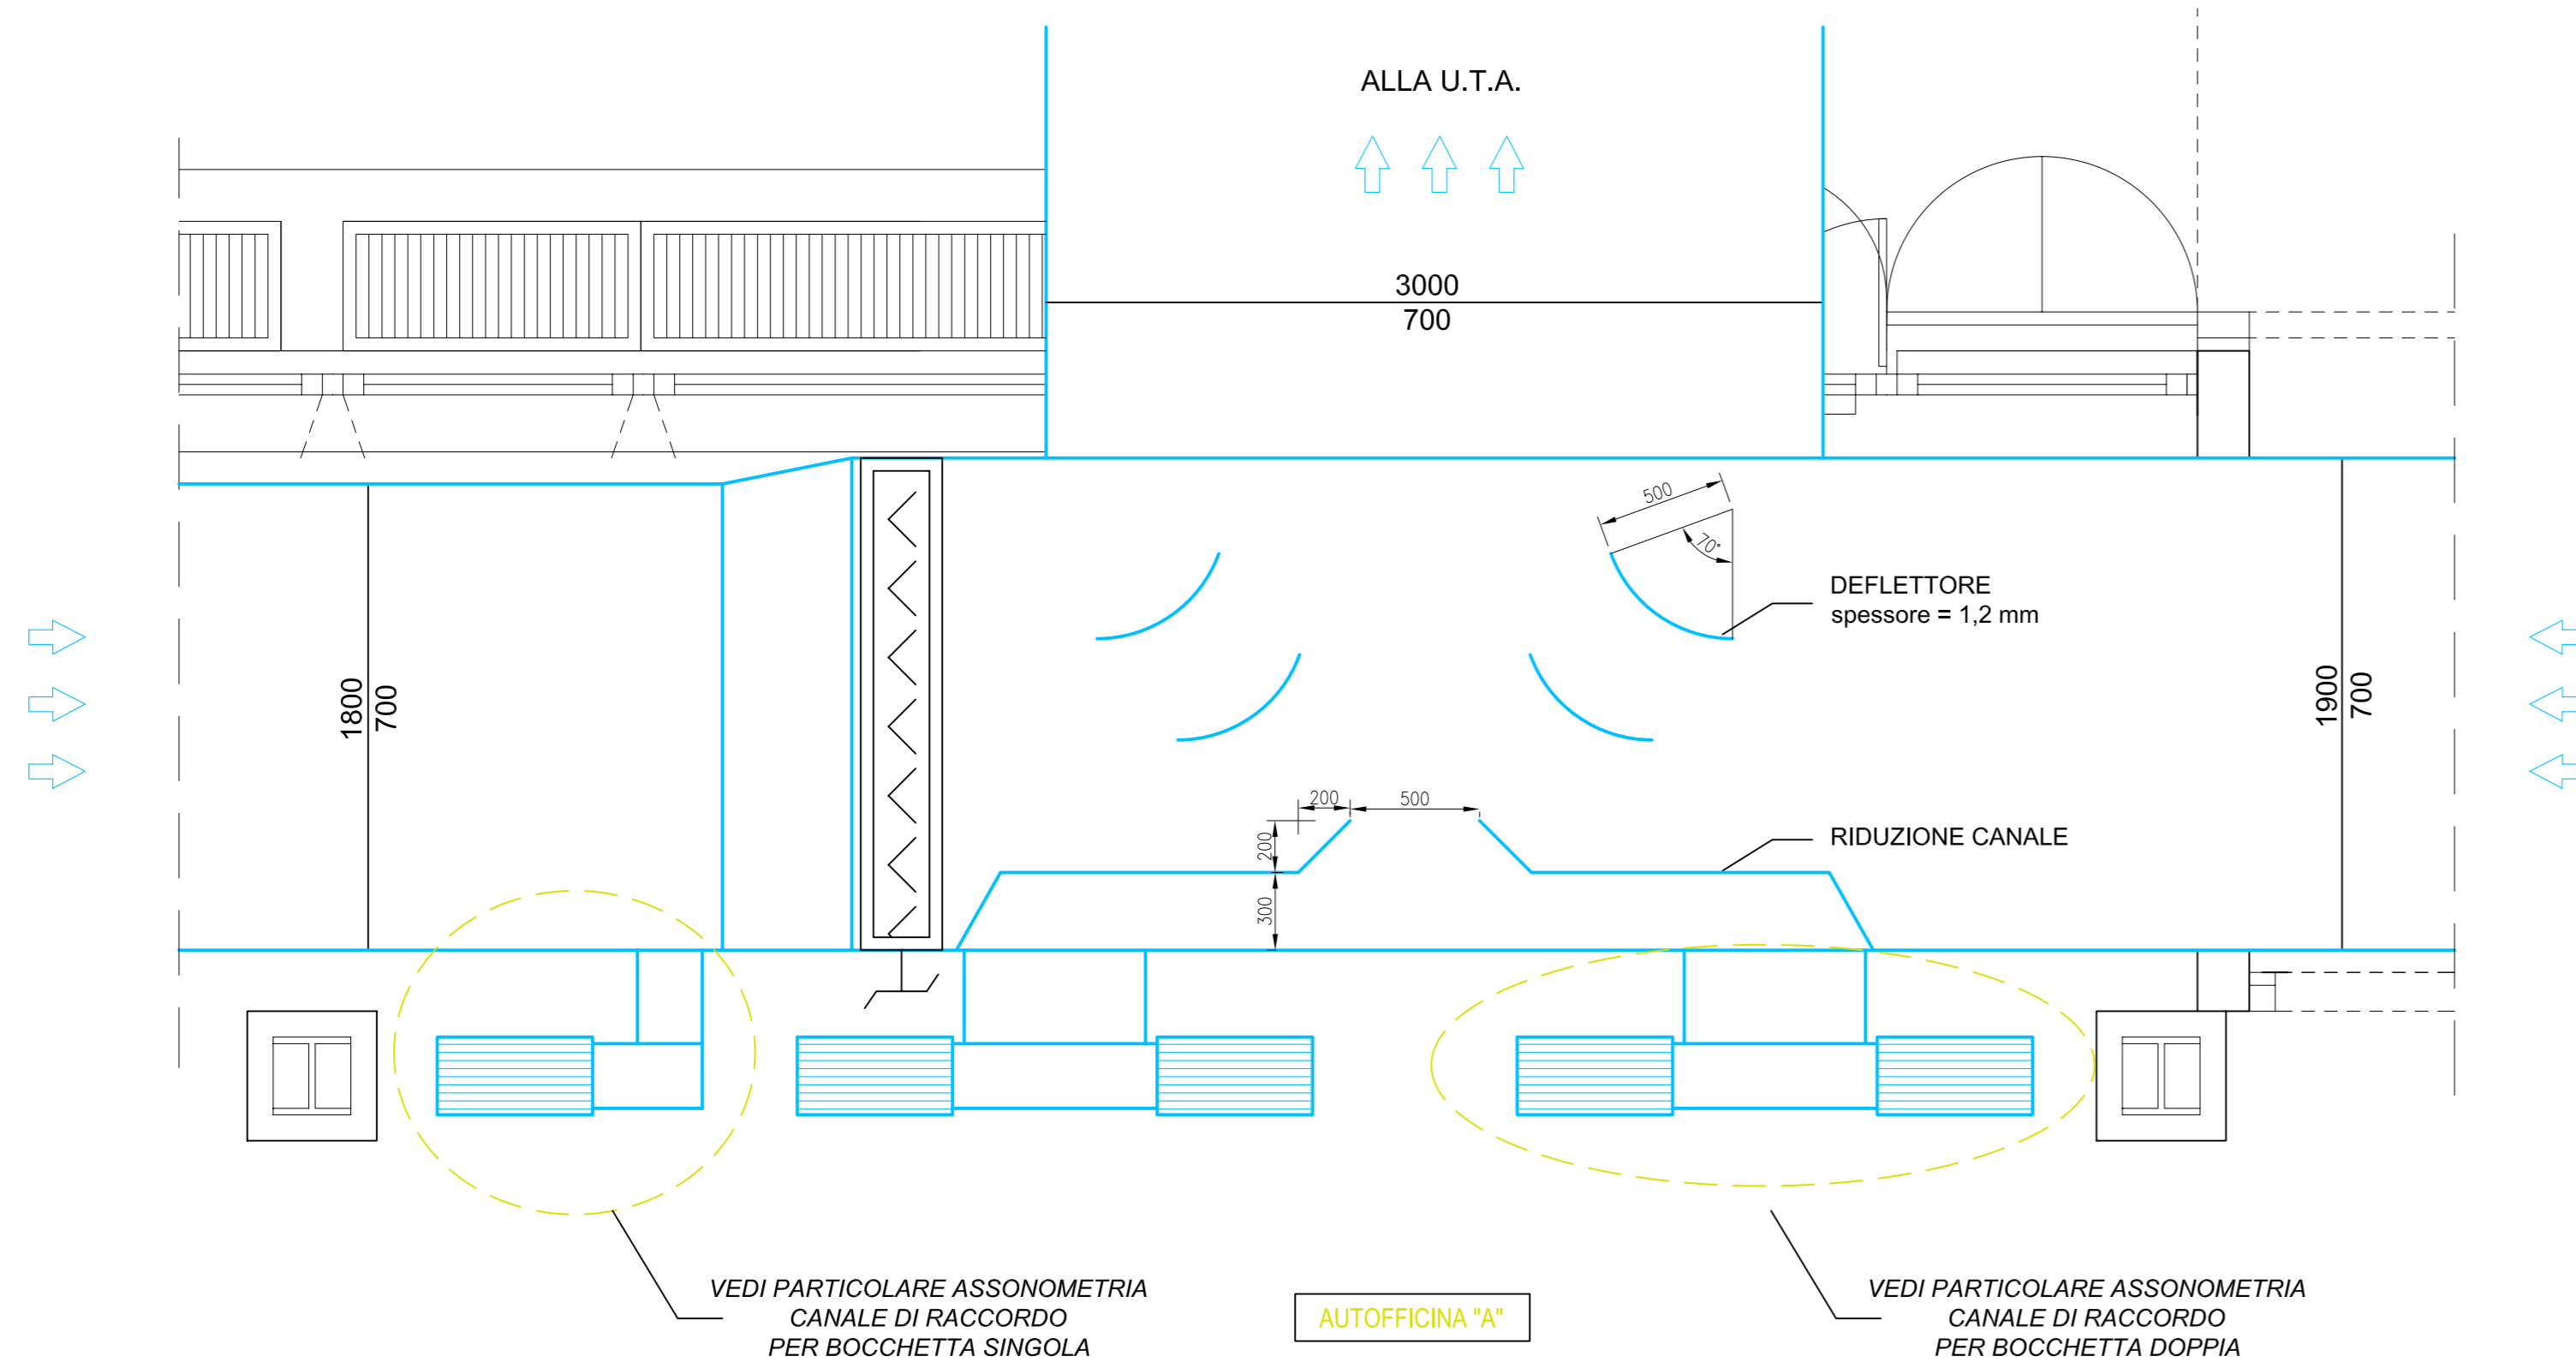 ALLA U.T.A.
3000
700
500
70°
DEFLETTORE
spessore = 1,2 mm
1800
700
1900
700
200
500
200
300
RIDUZIONE CANALE
VEDI PARTICOLARE ASSONOMETRIA
CANALE DI RACCORDO
PER BOCCHETTA SINGOLA
AUTOFFICINA "A"
VEDI PARTICOLARE ASSONOMETRIA
CANALE DI RACCORDO
PER BOCCHETTA DOPPIA